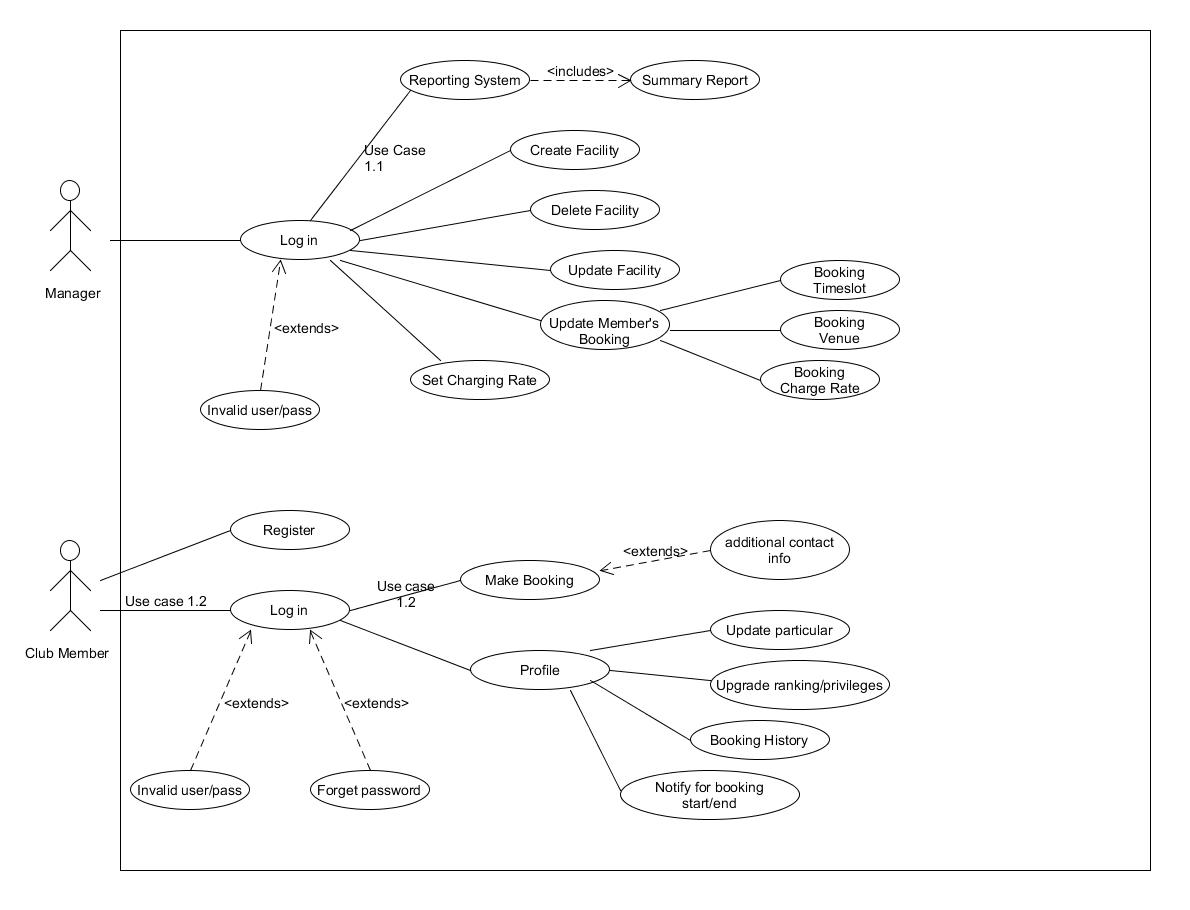 Reporting System
<includes>
Summary Report
Use Case
1.1
Create Facility
Delete Facility
Log in
Update Facility
Manager
Booking
Timeslot
Update Member's
Booking
Booking
Venue
<extends>
Set Charging Rate
Booking
Charge Rate
Invalid user/pass
Register
<extends>
additional contact
info
Make Booking
Use case
1.2
Use case 1.2
Log in
Club Member
Update particular
Profile
Upgrade ranking/privileges
<extends>
<extends>
Booking History
Invalid user/pass
Forget password
Notify for booking
start/end